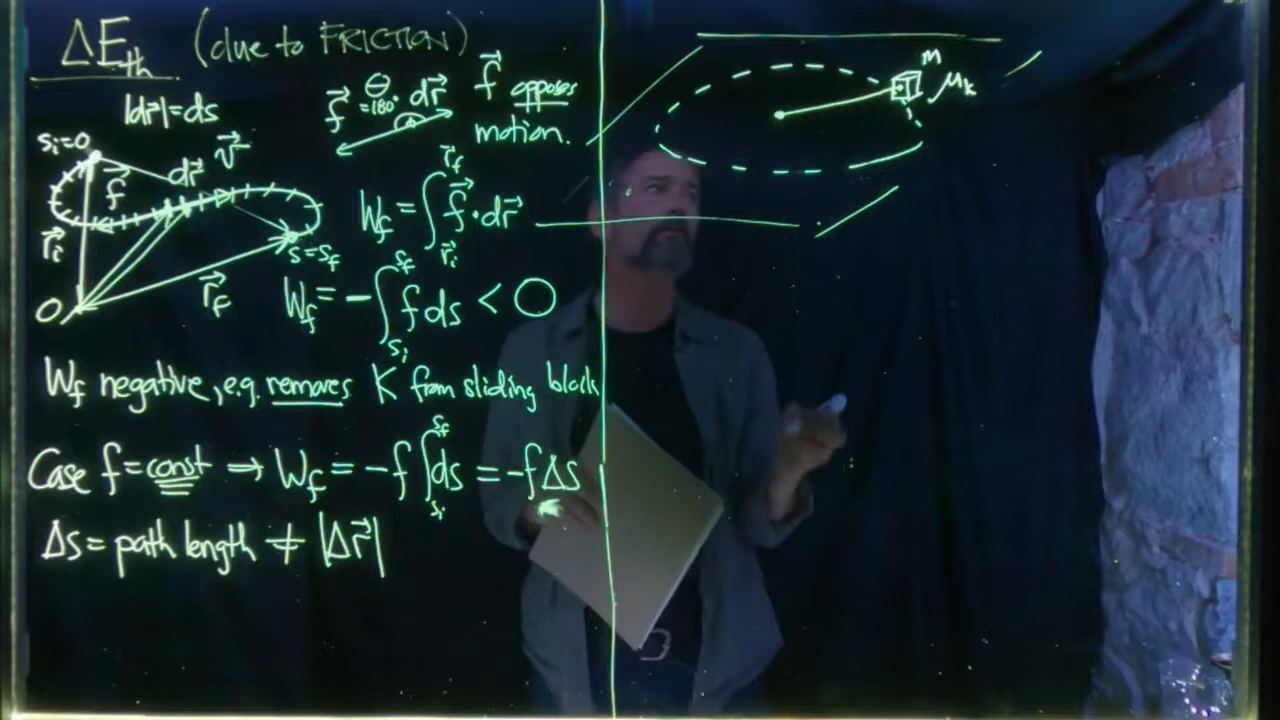 ΔE_th (due to FRICTION)
|dr⃗|=ds
f⃗ θ =180° dr⃗
f⃗ opposes
motion.
s_i=0
f⃗ dr⃗ v⃗
r⃗_i
s=s_f
O r⃗_f
W_f = ∫_{r⃗_i}^{r⃗_f} f⃗·dr⃗
W_f = -∫_{s_i}^{s_f} f ds < 0
W_f negative, e.g. removes K from sliding block
Case f=const → W_f = -f ∫_{s_i}^{s_f} ds = -fΔs
Δs = path length ≠ |Δr⃗|
m
μ_k